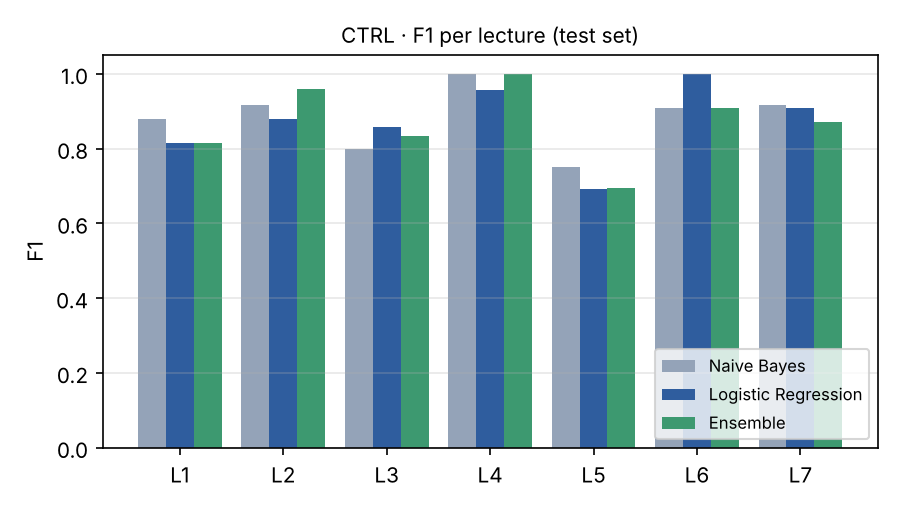 CTRL · F1 per lecture (test set)
1.0
0.8
0.6
0.4
0.2
0.0
F1
L1 L2 L3 L4 L5 L6 L7
Naive Bayes
Logistic Regression
Ensemble